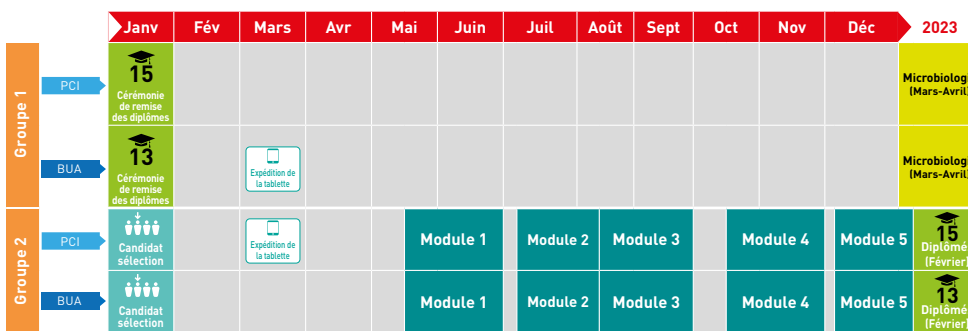 Janv Fév Mars Avr Mai Juin Juil Août Sept Oct Nov Déc 2023
Groupe 1
PCI
15
Cérémonie
de remise
des diplômes
Microbiologi
(Mars-Avril)
BUA
13
Cérémonie
de remise
des diplômes
Expédition de
la tablette
Microbiologi
(Mars-Avril)
Groupe 2
PCI
Candidat
sélection
Expédition de
la tablette
Module 1
Module 2
Module 3
Module 4
Module 5
15
Diplômé
(Février)
BUA
Candidat
sélection
Module 1
Module 2
Module 3
Module 4
Module 5
13
Diplômé
(Février)